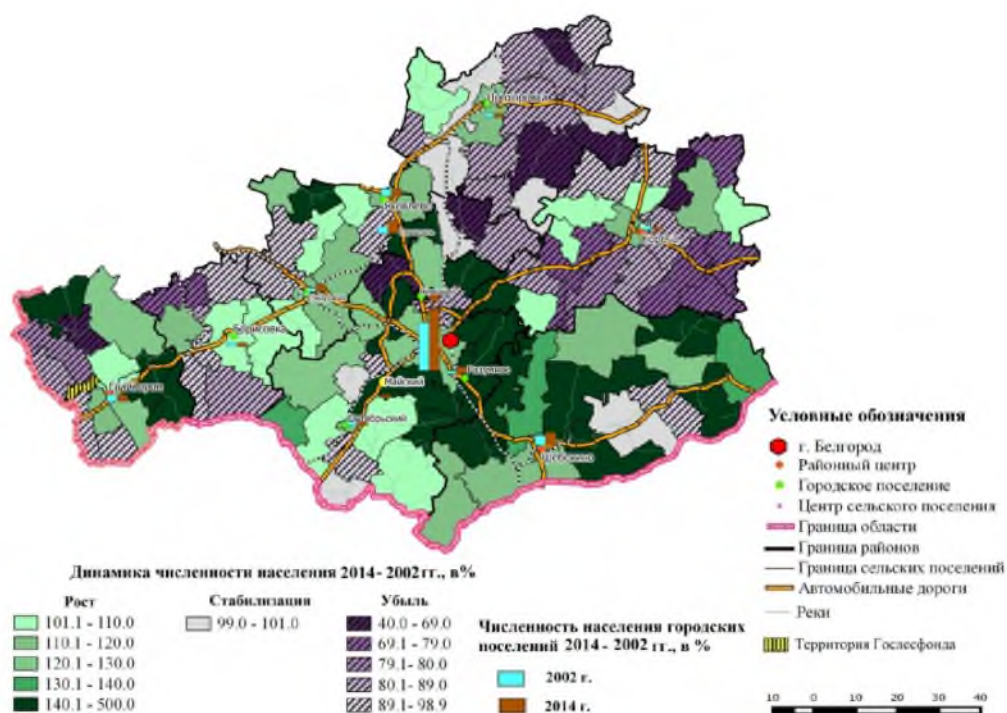 Прохоровка
Яковлево
Короча
Борисовка
Грайворон
Майский
Разумное
Октябрьский
Шебекино
Условные обозначения
г. Белгород
Районный центр
Городское поселение
Центр сельского поселения
Граница области
Граница районов
Граница сельских поселений
Автомобильные дороги
Реки
Территория Гослесфонда
10 0 10 20 30 40
Динамика численности населения 2014- 2002 гг., в%
Рост Стабилизация Убыль
101.1 - 110.0 99.0 - 101.0 40.0 - 69.0
110.1 - 120.0 69.1 - 79.0
120.1 - 130.0 79.1 - 80.0
130.1 - 140.0 80.1 - 89.0
140.1 - 500.0 89.1- 98.9
Численность населения городских
поселений 2014 - 2002 гг., в %
2002 г.
2014 г.